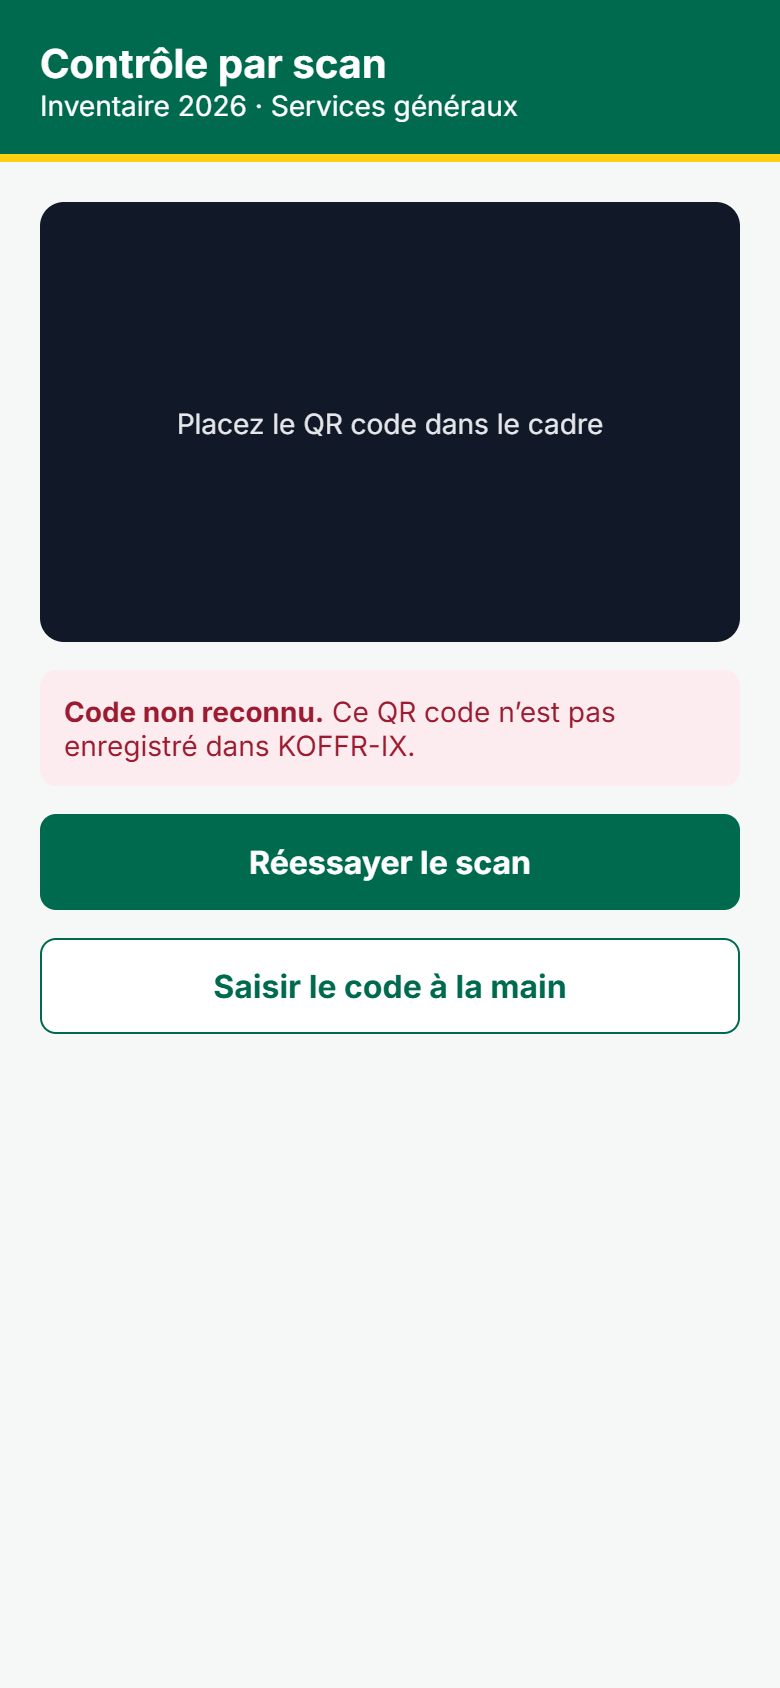 Contrôle par scan
Inventaire 2026 · Services généraux
Placez le QR code dans le cadre
Code non reconnu. Ce QR code n’est pas
enregistré dans KOFFR-IX.
Réessayer le scan
Saisir le code à la main